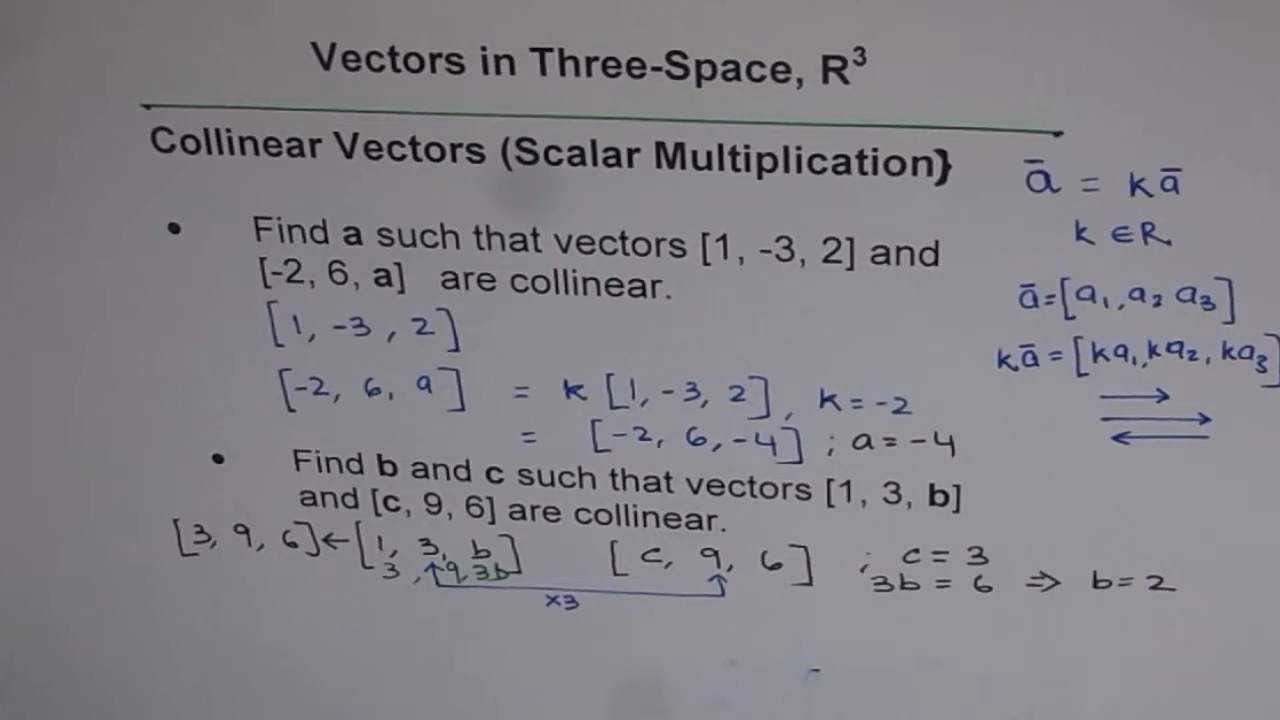 Vectors in Three-Space, R³
Collinear Vectors (Scalar Multiplication}
a̅ = ka̅
k ∈ R
• Find a such that vectors [1, -3, 2] and
[-2, 6, a] are collinear.
a̅=[a₁, a₂ a₃]
ka̅ = [ka₁, ka₂, ka₃]
[1, -3, 2]
[-2, 6, a] = k [1, -3, 2], k = -2
= [-2, 6, -4] ; a = -4
• Find b and c such that vectors [1, 3, b]
and [c, 9, 6] are collinear.
[3, 9, 6]←[1, 3, b] [c, 9, 6] ; c = 3
3, 9, 3b 3b = 6 ⇒ b = 2
×3